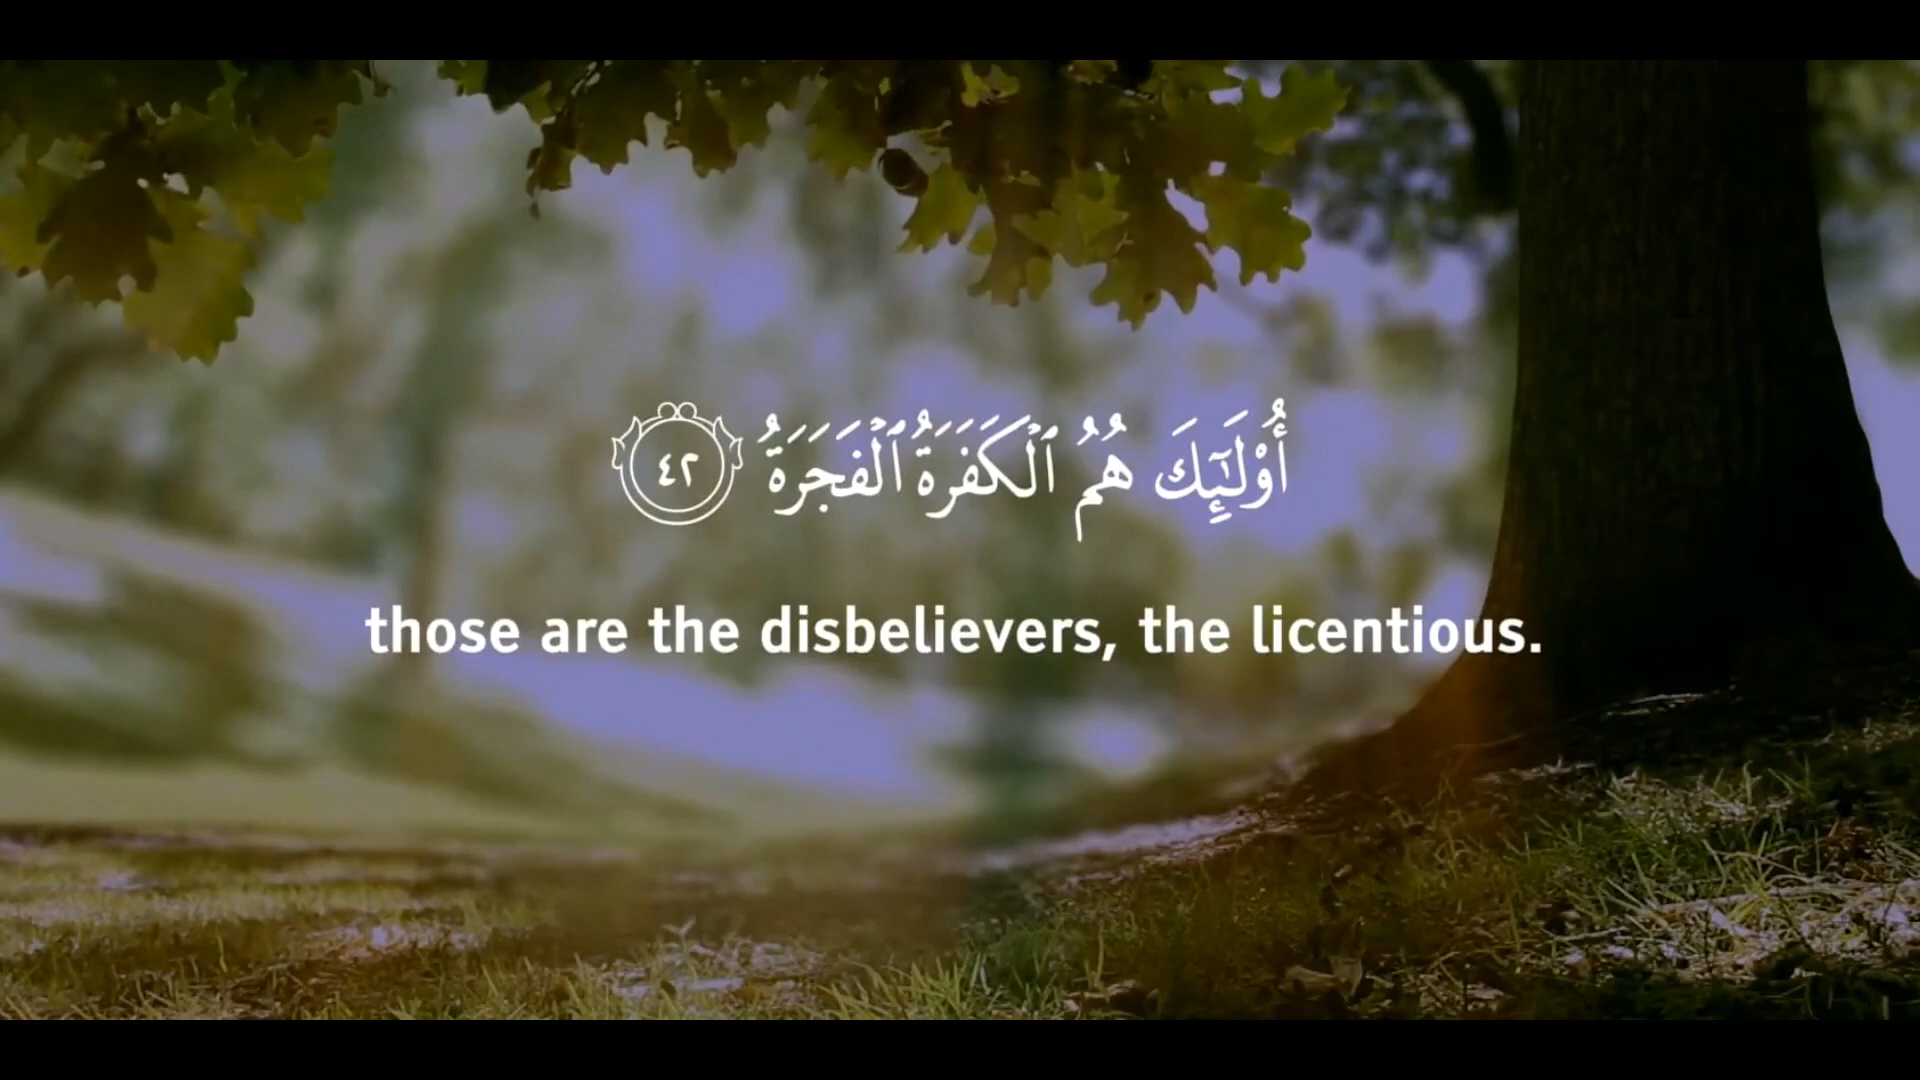 أُو۟لَـٰٓئِكَ هُمُ ٱلْكَفَرَةُ ٱلْفَجَرَةُ ٤٢
those are the disbelievers, the licentious.